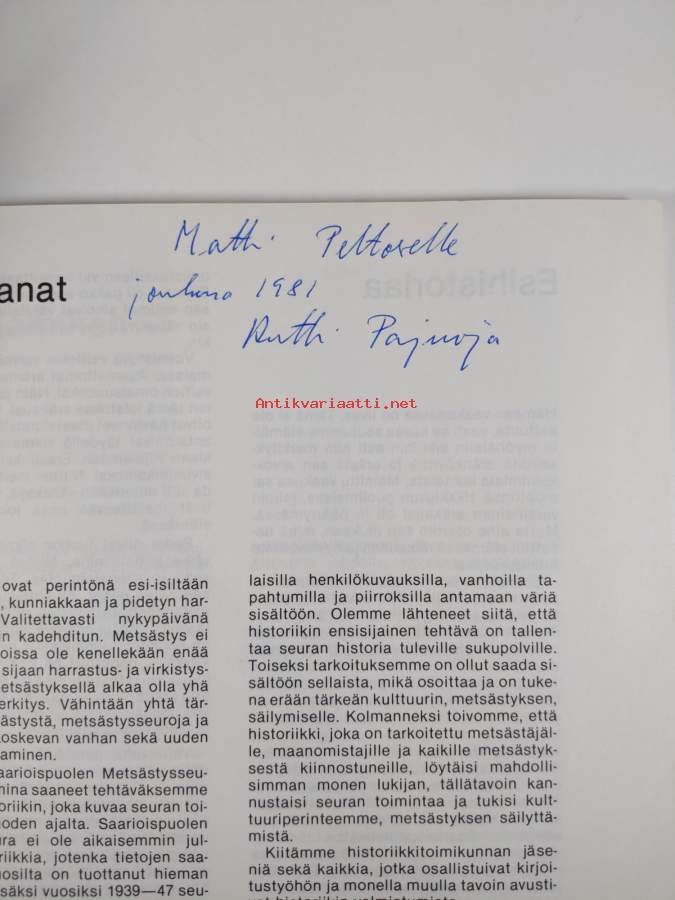 Matti Peltoselle
jouluna 1981
Antti Pajuoja
anat
Esihistoriaa
Antikvariaatti.net
ovat perintönä esi-isiltään
, kunniakkaan ja pidetyn har-
Valitettavasti nykypäivänä
in kadehditun. Metsästys ei
oissa ole kenellekään enää
sijaan harrastus- ja virkistys-
etsästyksellä alkaa olla yhä
erkitys. Vähintään yhtä tär-
ästystä, metsästysseuroja ja
oskevan vanhan sekä uuden
aminen.
aarioispuolen Metsästysseu-
nina saaneet tehtäväksemme
oriikin, joka kuvaa seuran toi-
oden ajalta. Saarioispuolen
ura ei ole aikaisemmin jul-
riikkia, jotenka tietojen saa-
uosilta on tuottanut hieman
säksi vuosiksi 1939—47 seu-
laisilla henkilökuvauksilla, vanhoilla ta-
pahtumilla ja piirroksilla antamaan väriä
sisältöön. Olemme lähteneet siitä, että
historiikin ensisijainen tehtävä on tallen-
taa seuran historia tuleville sukupolville.
Toiseksi tarkoituksemme on ollut saada si-
sältöön sellaista, mikä osoittaa ja on tuke-
na erään tärkeän kulttuurin, metsästyksen,
säilymiselle. Kolmanneksi toivomme, että
historiikki, joka on tarkoitettu metsästäjäl-
le, maanomistajille ja kaikille metsästyk-
sestä kiinnostuneille, löytäisi mahdolli-
simman monen lukijan, tällätavoin kan-
nustaisi seuran toimintaa ja tukisi kult-
tuuriperinteemme, metsästyksen säilyttä-
mistä.
Kiitämme historiikkitoimikunnan jäse-
niä sekä kaikkia, jotka osallistuivat kirjoi-
tustyöhön ja monella muulla tavoin avusti-
vat historiikin valmistumista.